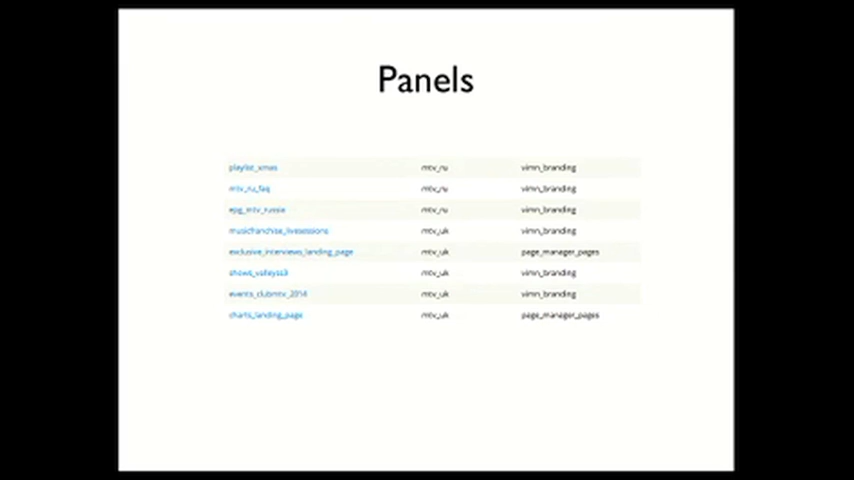 Panels
playlist_xmas mtv_ru vimn_branding
mtv_ru_faq mtv_ru vimn_branding
epg_mtv_russia mtv_ru vimn_branding
musicfranchise_livesessions mtv_uk vimn_branding
exclusive_interviews_landing_page mtv_uk page_manager_pages
shows_valleyss3 mtv_uk vimn_branding
events_clubmtv_2014 mtv_uk vimn_branding
charts_landing_page mtv_uk page_manager_pages